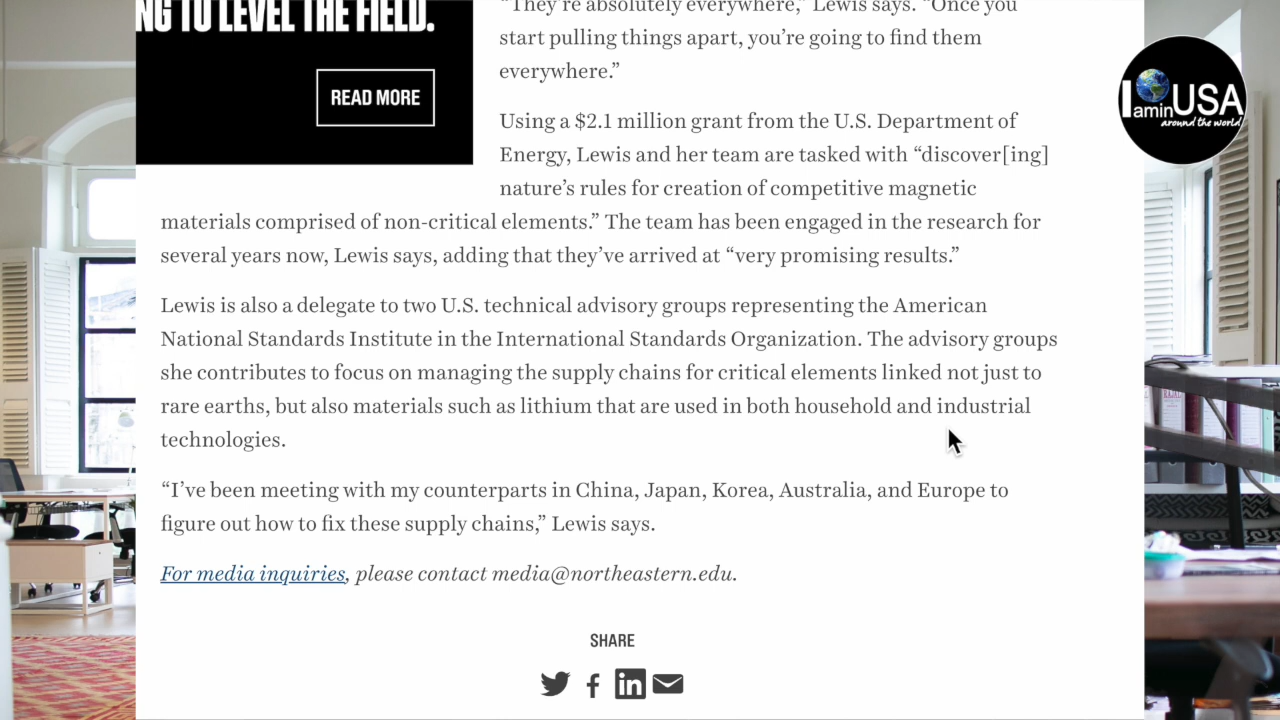 NG TO LEVEL THE FIELD.
READ MORE
"They're absolutely everywhere," Lewis says. "Once you
start pulling things apart, you're going to find them
everywhere."
Using a $2.1 million grant from the U.S. Department of
Energy, Lewis and her team are tasked with "discover[ing]
nature's rules for creation of competitive magnetic
materials comprised of non-critical elements." The team has been engaged in the research for
several years now, Lewis says, adding that they've arrived at "very promising results."
Lewis is also a delegate to two U.S. technical advisory groups representing the American
National Standards Institute in the International Standards Organization. The advisory groups
she contributes to focus on managing the supply chains for critical elements linked not just to
rare earths, but also materials such as lithium that are used in both household and industrial
technologies.
"I've been meeting with my counterparts in China, Japan, Korea, Australia, and Europe to
figure out how to fix these supply chains," Lewis says.
For media inquiries, please contact media@northeastern.edu.
SHARE
I aminUSA
around the world